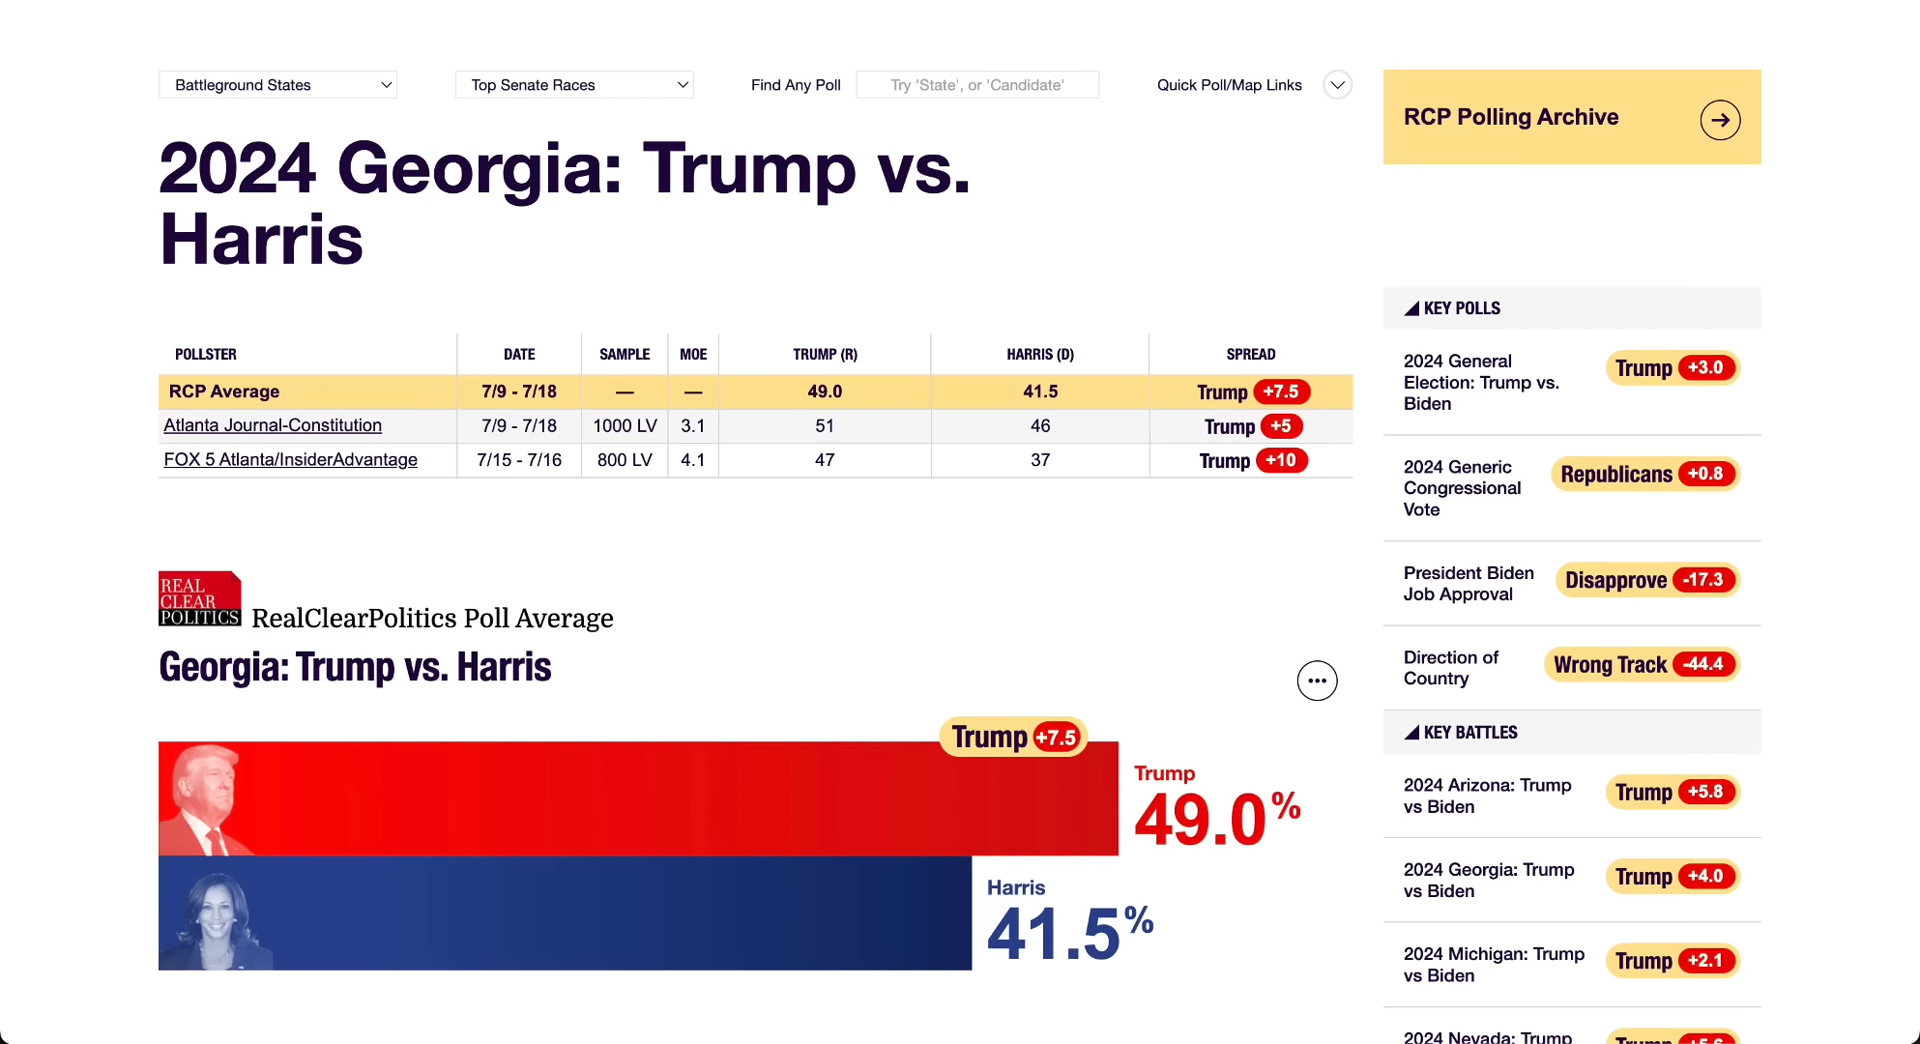 Battleground States
Top Senate Races
Find Any Poll
Try 'State', or 'Candidate'
Quick Poll/Map Links
RCP Polling Archive
2024 Georgia: Trump vs.
Harris
POLLSTER DATE SAMPLE MOE TRUMP (R) HARRIS (D) SPREAD
RCP Average 7/9 - 7/18 — — 49.0 41.5 Trump +7.5
Atlanta Journal-Constitution 7/9 - 7/18 1000 LV 3.1 51 46 Trump +5
FOX 5 Atlanta/InsiderAdvantage 7/15 - 7/16 800 LV 4.1 47 37 Trump +10
REAL
CLEAR
POLITICS
RealClearPolitics Poll Average
Georgia: Trump vs. Harris
Trump +7.5
Trump
49.0%
Harris
41.5%
KEY POLLS
2024 General
Election: Trump vs.
Biden
Trump +3.0
2024 Generic
Congressional
Vote
Republicans +0.8
President Biden
Job Approval
Disapprove -17.3
Direction of
Country
Wrong Track -44.4
KEY BATTLES
2024 Arizona: Trump
vs Biden
Trump +5.8
2024 Georgia: Trump
vs Biden
Trump +4.0
2024 Michigan: Trump
vs Biden
Trump +2.1
2024 Nevada: Trump
Trump +5.6